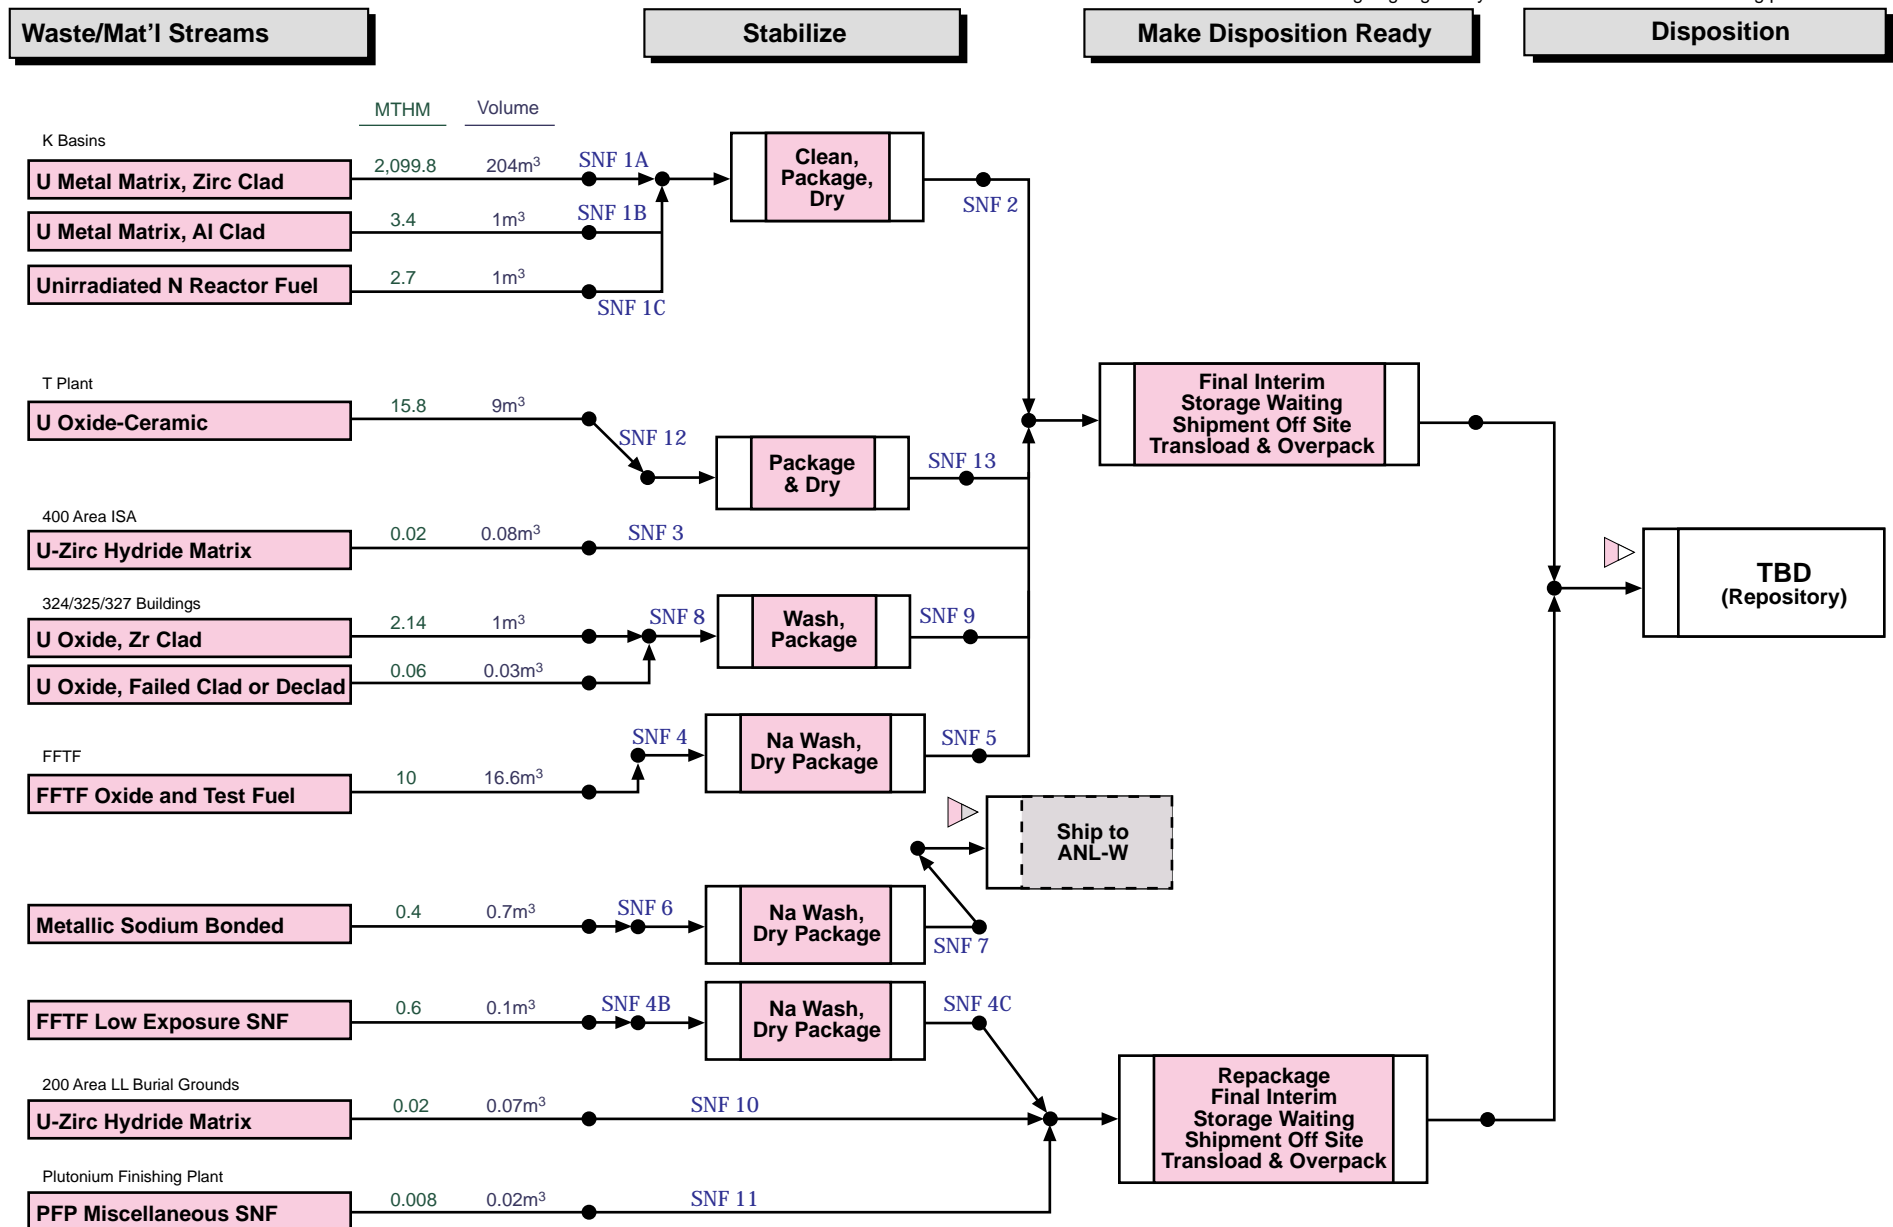 Waste/Mat'l Streams
Stabilize
Make Disposition Ready
Disposition
MTHM
Volume
K Basins
U Metal Matrix, Zirc Clad
2,099.8
204m³
SNF 1A
Clean,
Package,
Dry
SNF 2
U Metal Matrix, Al Clad
3.4
1m³
SNF 1B
Unirradiated N Reactor Fuel
2.7
1m³
SNF 1C
T Plant
U Oxide-Ceramic
15.8
9m³
SNF 12
Package
& Dry
SNF 13
Final Interim
Storage Waiting
Shipment Off Site
Transload & Overpack
400 Area ISA
U-Zirc Hydride Matrix
0.02
0.08m³
SNF 3
TBD
(Repository)
324/325/327 Buildings
U Oxide, Zr Clad
2.14
1m³
SNF 8
Wash,
Package
SNF 9
U Oxide, Failed Clad or Declad
0.06
0.03m³
FFTF
FFTF Oxide and Test Fuel
10
16.6m³
SNF 4
Na Wash,
Dry Package
SNF 5
Ship to
ANL-W
Metallic Sodium Bonded
0.4
0.7m³
SNF 6
Na Wash,
Dry Package
SNF 7
FFTF Low Exposure SNF
0.6
0.1m³
SNF 4B
Na Wash,
Dry Package
SNF 4C
200 Area LL Burial Grounds
U-Zirc Hydride Matrix
0.02
0.07m³
SNF 10
Repackage
Final Interim
Storage Waiting
Shipment Off Site
Transload & Overpack
Plutonium Finishing Plant
PFP Miscellaneous SNF
0.008
0.02m³
SNF 11